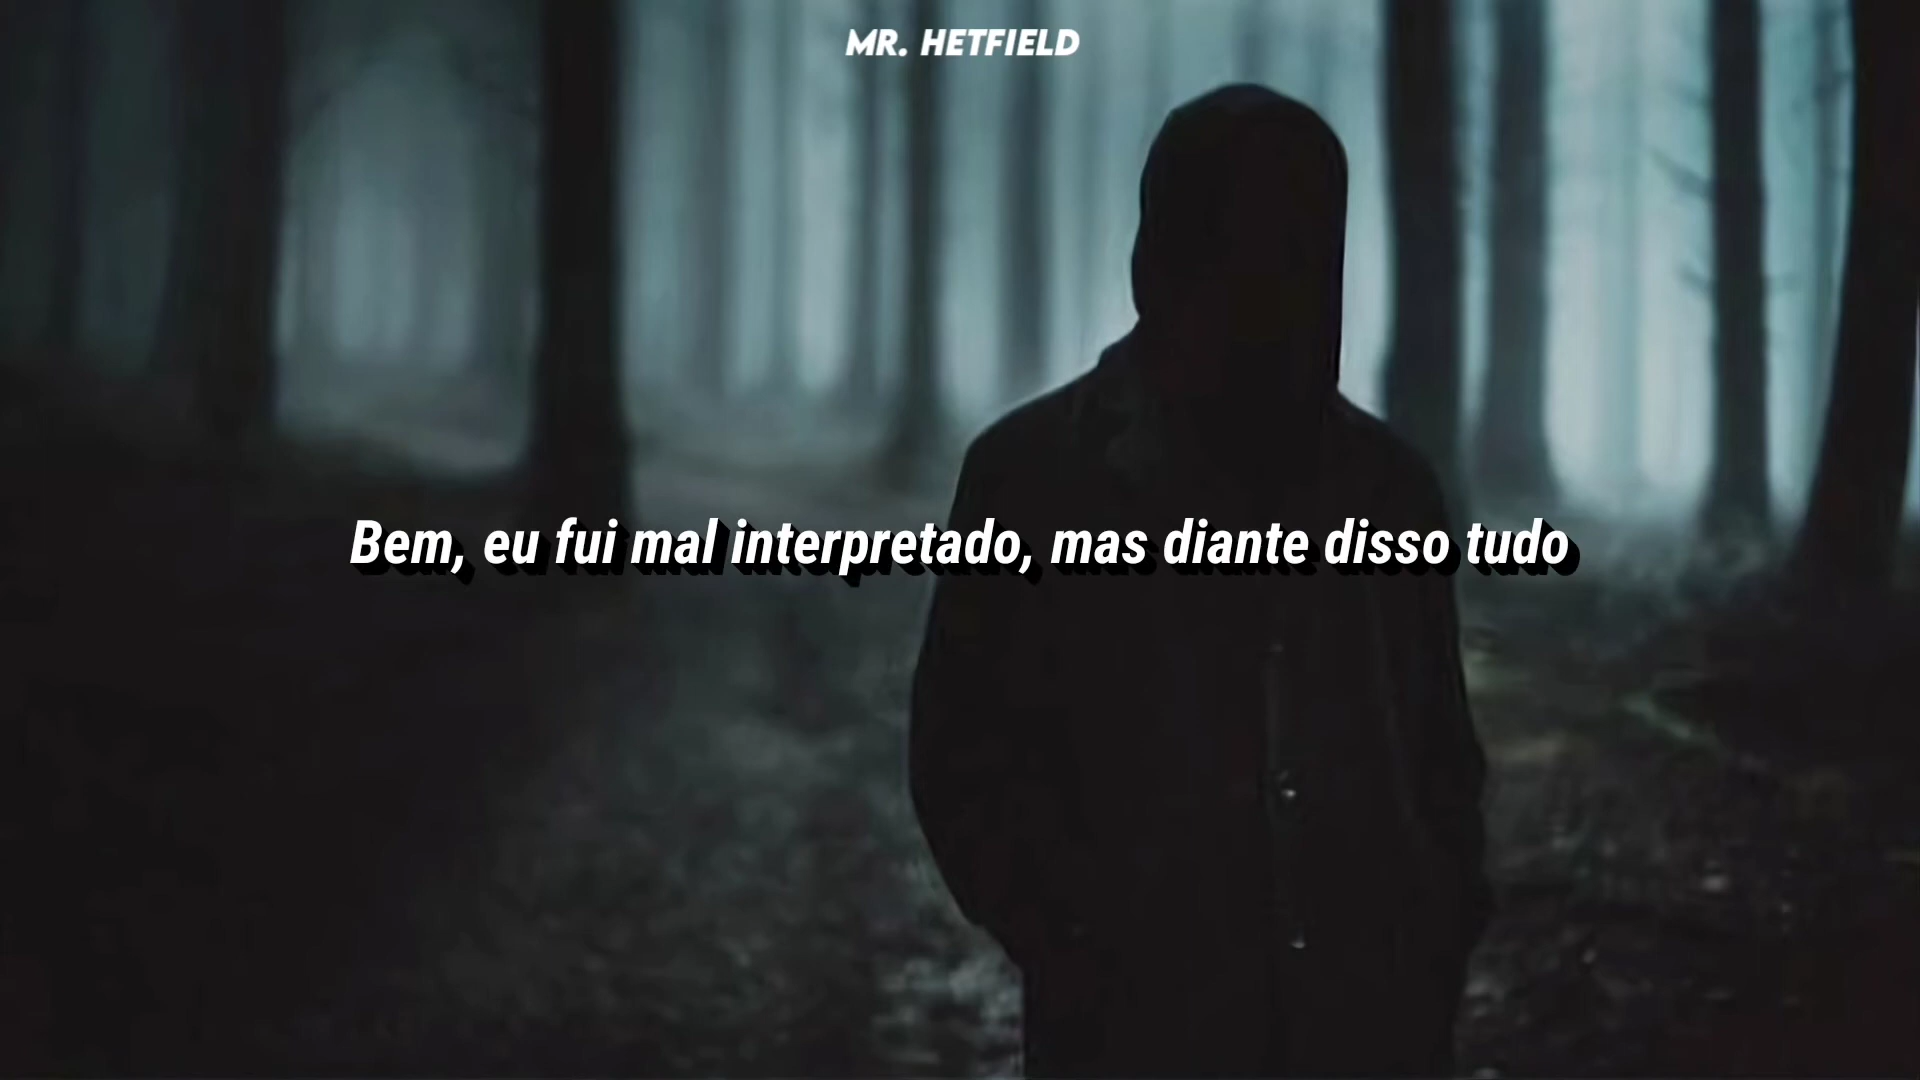 MR. HETFIELD
Bem, eu fui mal interpretado, mas diante disso tudo